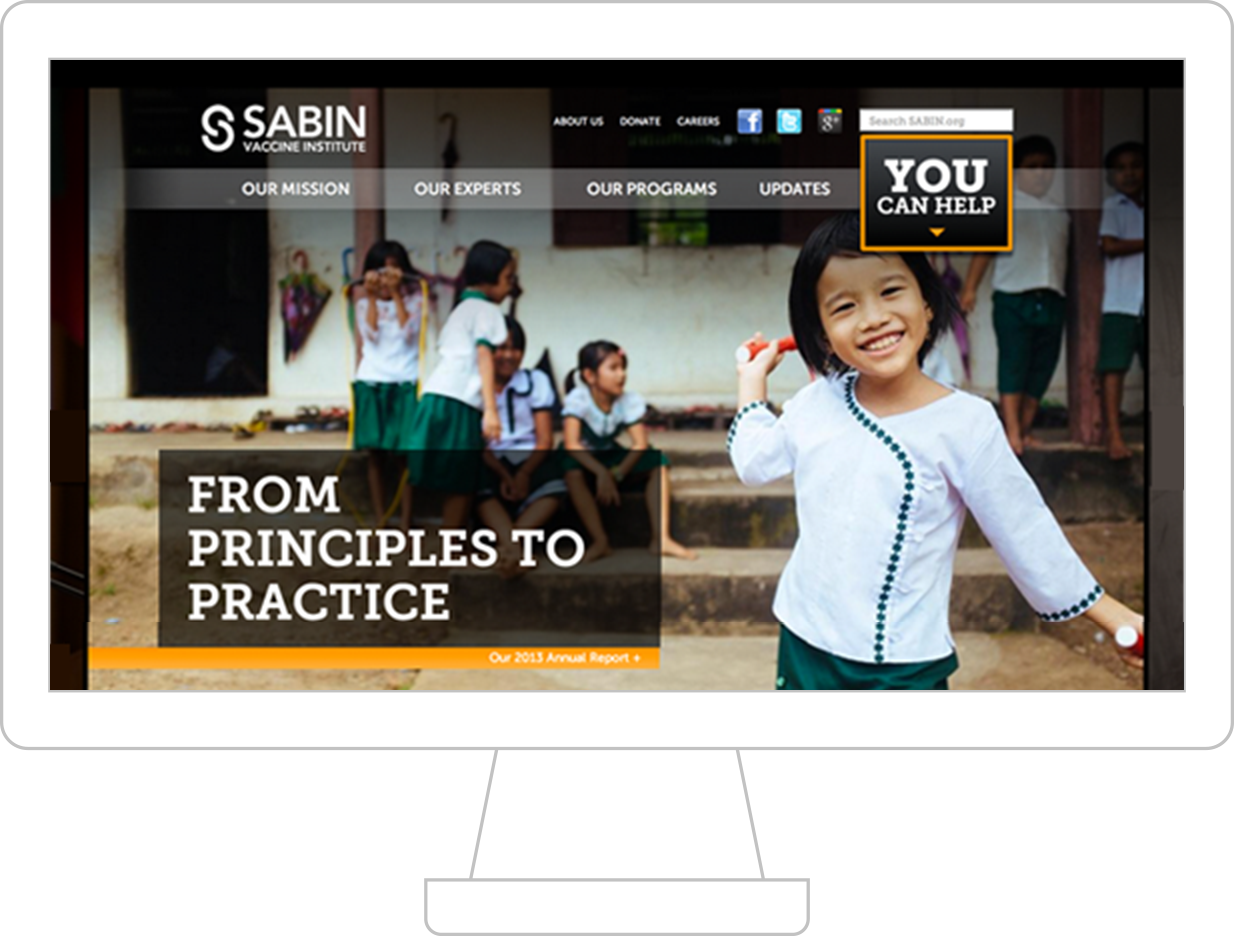 SABIN
VACCINE INSTITUTE
ABOUT US DONATE CAREERS
Search SABIN.org
OUR MISSION OUR EXPERTS OUR PROGRAMS UPDATES
YOU
CAN HELP
FROM
PRINCIPLES TO
PRACTICE
Our 2013 Annual Report +